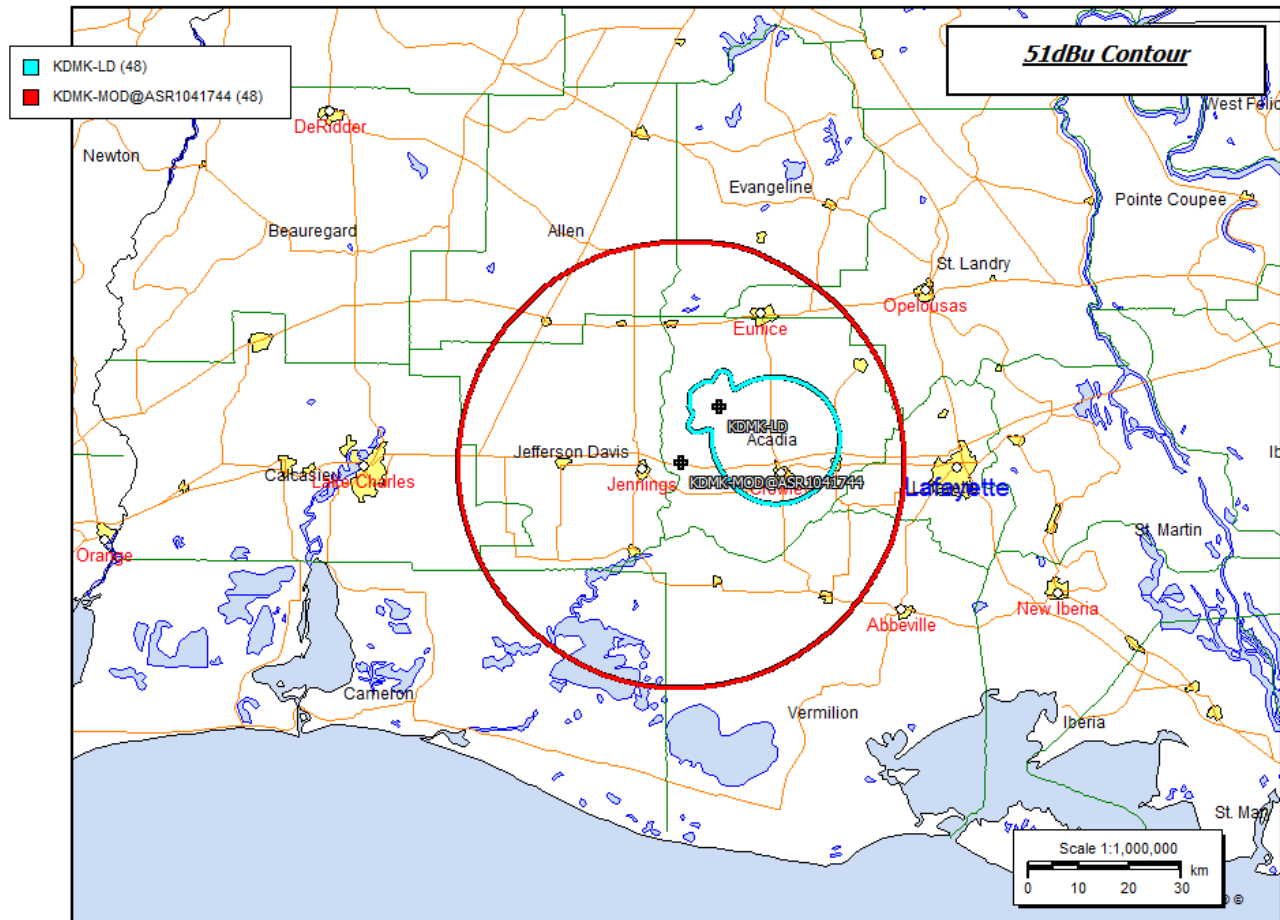 51dBu Contour
KDMK-LD (48)
KDMK-MOD@ASR1041744 (48)
West Felic
DeRidder
Newton
Evangeline
Pointe Coupee
Beauregard
Allen
St. Landry
Opelousas
Eunice
KDMK-LD
Acadia
Jefferson Davis
Calcasieu
Lake Charles
Jennings
KDMK-MOD@ASR1041744
Crowley
Lafayette
Ib
Orange
St. Martin
New Iberia
Abbeville
Cameron
Vermilion
Iberia
St. Mar
Scale 1:1,000,000
km
0 10 20 30
©